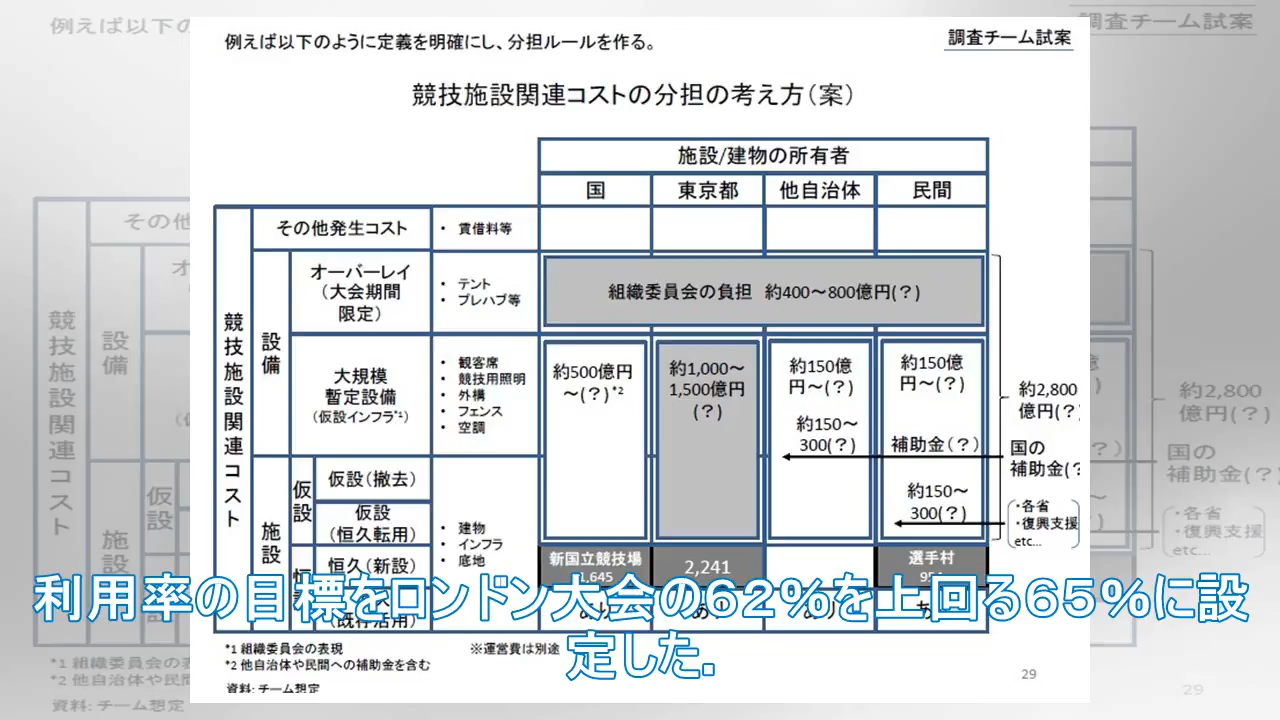 例えば以下のように定義を明確にし、分担ルールを作る。
調査チーム試案
競技施設関連コストの分担の考え方（案）
施設/建物の所有者
国 東京都 他自治体 民間
競技施設関連コスト
その他発生コスト
・ 賃借料等
設備
オーバーレイ
（大会期間
限定）
・ テント
・ プレハブ等
組織委員会の負担 約400～800億円(？)
大規模
暫定設備
（仮設インフラ*1）
・ 観客席
・ 競技用照明
・ 外構
・ フェンス
・ 空調
約500億円
～(？)*2
約1,000～
1,500億円
(？)
約150億
円～(？)
約150～
300(？)
約150億
円～(？)
補助金(？)
約150～
300(？)
約2,800
億円(？
国の
補助金(？
・各省
・復興支援
etc…
施設
仮設
仮設（撤去）
仮設
（恒久転用）
恒久（新設）
（既存活用）
・ 建物
・ インフラ
・ 底地
新国立競技場
2,241
選手村
利用率の目標をロンドン大会の６２％を上回る６５％に設
定した.
*1 組織委員会の表現
※運営費は別途
*2 他自治体や民間への補助金を含む
資料: チーム想定
29